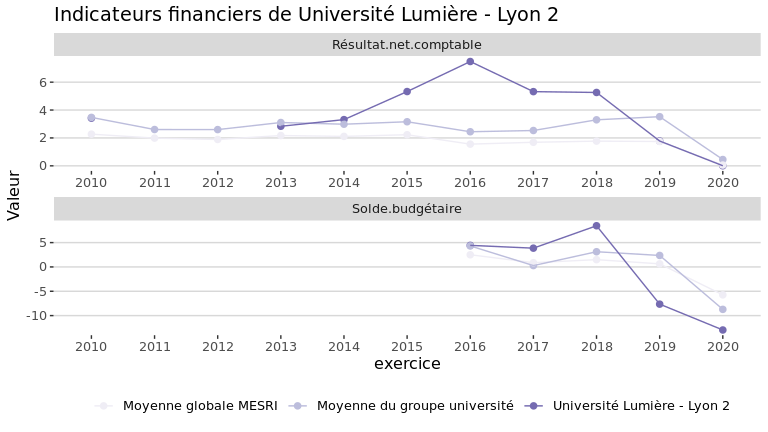 Indicateurs financiers de Université Lumière - Lyon 2
Résultat.net.comptable
6
4
2
0
2010 2011 2012 2013 2014 2015 2016 2017 2018 2019 2020
Valeur
Solde.budgétaire
5
0
-5
-10
2010 2011 2012 2013 2014 2015 2016 2017 2018 2019 2020
exercice
Moyenne globale MESRI Moyenne du groupe université Université Lumière - Lyon 2